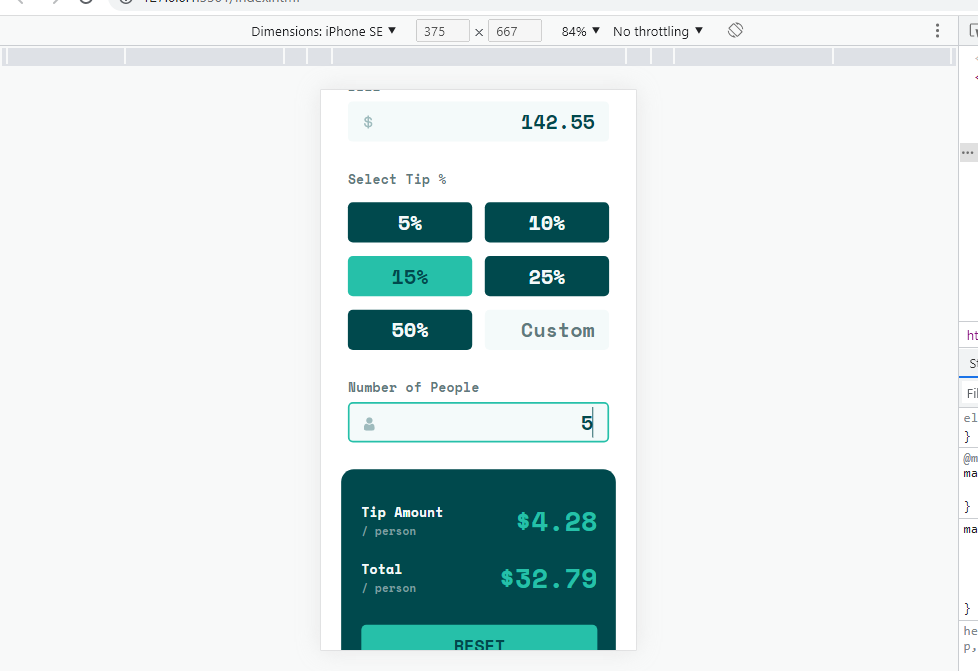 Dimensions: iPhone SE ▼ 375 × 667 84% ▼ No throttling ▼
$ 142.55
Select Tip %
5% 10%
15% 25%
50% Custom
Number of People
5
Tip Amount
/ person
$4.28
Total
/ person
$32.79
RESET
ht
St
Fil
el
}
@m
ma
}
ma
}
he
p,